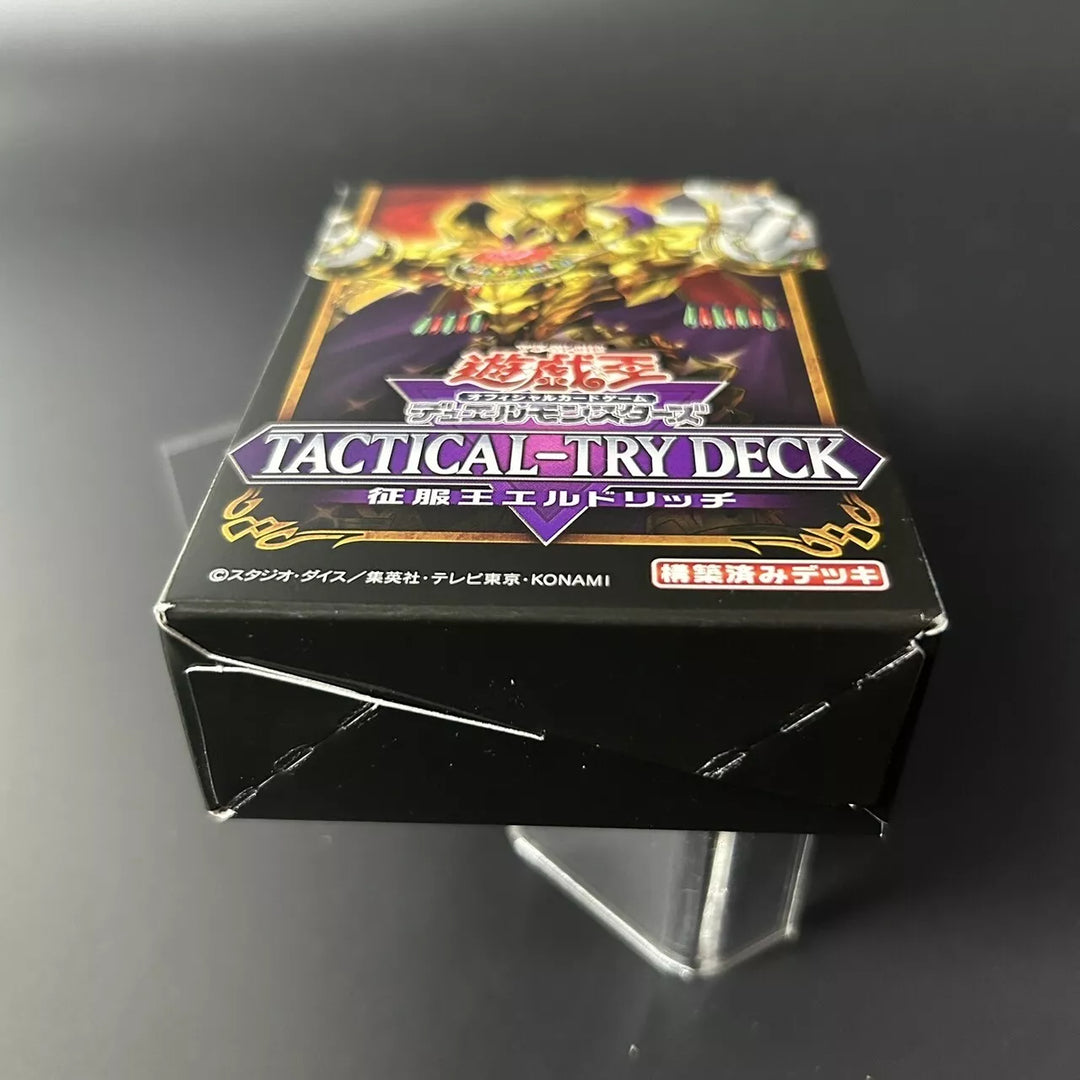 遊戯王
オフィシャルカードゲーム
デュエルモンスターズ
TACTICAL-TRY DECK
征服王エルドリッチ
©スタジオ・ダイス／集英社・テレビ東京・KONAMI
構築済みデッキ